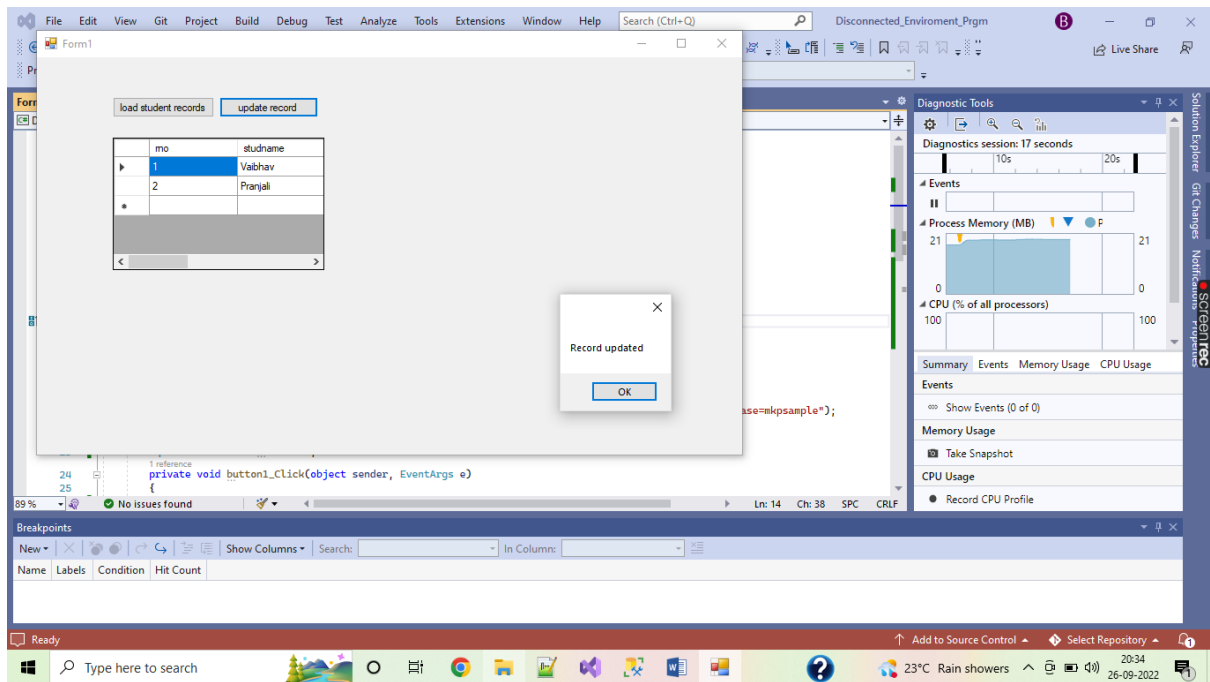 File Edit View Git Project Build Debug Test Analyze Tools Extensions Window Help Search (Ctrl+Q) Disconnected_Enviroment_Prgm B
Form1
Live Share
Pr
load student records update record
Form
Diagnostic Tools
Diagnostics session: 17 seconds
10s 20s
mo studname
1 Vaibhav
2 Pranjali
Events
Process Memory (MB) P
21 21
0 0
CPU (% of all processors)
100 100
Record updated
OK
Summary Events Memory Usage CPU Usage
Events
Show Events (0 of 0)
Memory Usage
Take Snapshot
CPU Usage
Record CPU Profile
ase=mkpsample");
1 reference
24 private void button1_Click(object sender, EventArgs e)
25 {
89 % No issues found Ln: 14 Ch: 38 SPC CRLF
Solution Explorer
Git Changes
Notifications
Properties
screenrec
Breakpoints
New Show Columns Search: In Column:
Name Labels Condition Hit Count
Ready Add to Source Control Select Repository 1
Type here to search 23°C Rain showers 20:34
26-09-2022 1